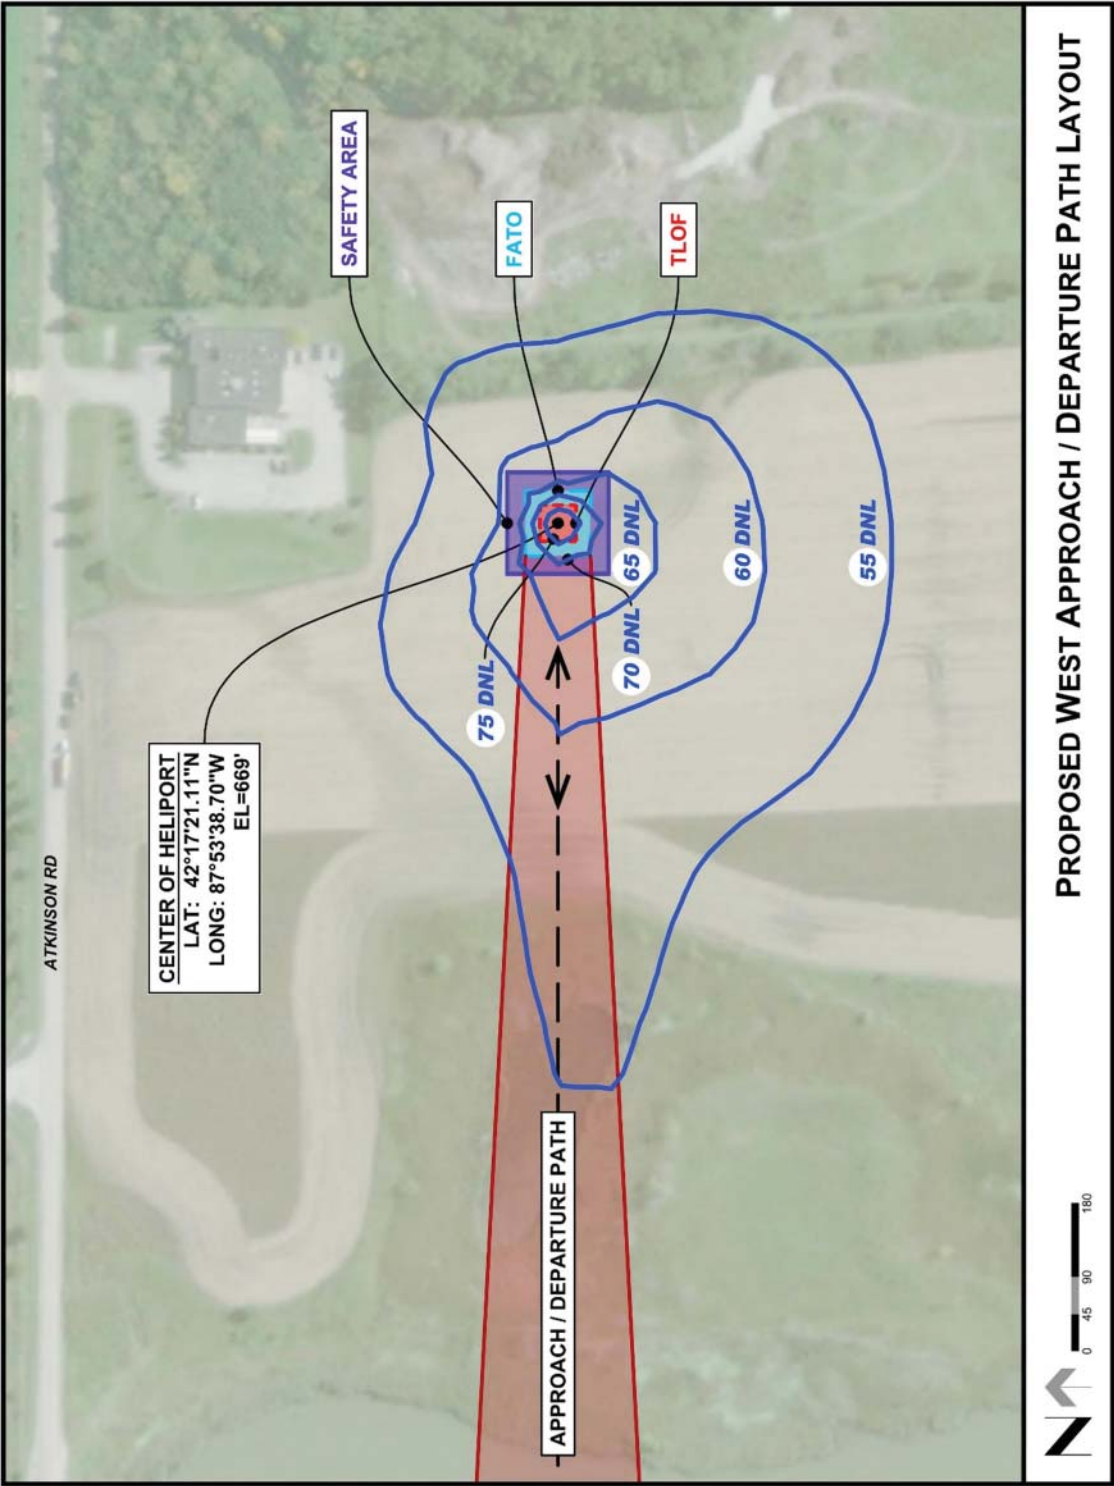 ATKINSON RD
CENTER OF HELIPORT
LAT: 42°17'21.11"N
LONG: 87°53'38.70"W
EL=669'
SAFETY AREA
FATO
TLOF
75 DNL
70 DNL
65 DNL
60 DNL
55 DNL
APPROACH / DEPARTURE PATH
N
0 45 90 180
PROPOSED WEST APPROACH / DEPARTURE PATH LAYOUT